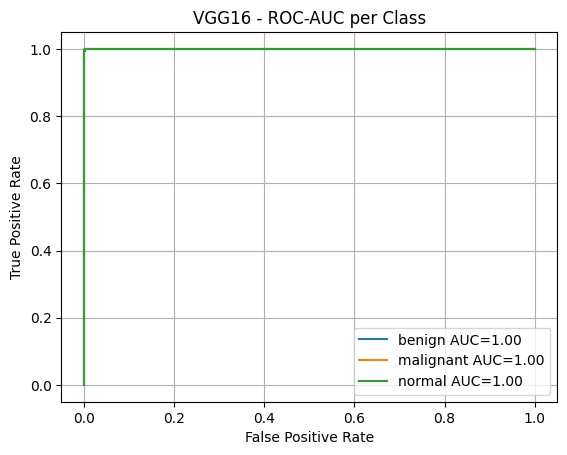 VGG16 - ROC-AUC per Class
True Positive Rate
1.0
0.8
0.6
0.4
0.2
0.0
benign AUC=1.00
malignant AUC=1.00
normal AUC=1.00
0.0 0.2 0.4 0.6 0.8 1.0
False Positive Rate